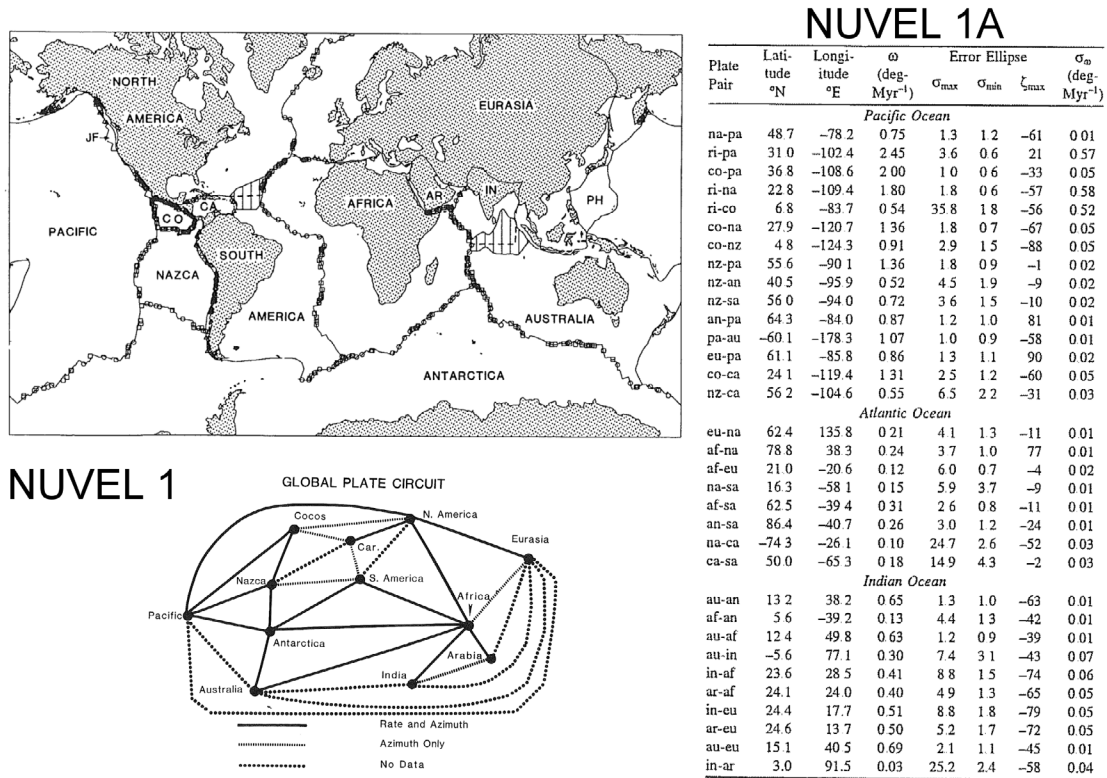 NUVEL 1A
NORTH
AMERICA
EURASIA
JF
CO
CA
AFRICA
AR
IN
PH
PACIFIC
SOUTH
NAZCA
AMERICA
AUSTRALIA
ANTARCTICA
NUVEL 1
GLOBAL PLATE CIRCUIT
Cocos
N. America
Car.
Eurasia
Nazca
S. America
Africa
Pacific
Antarctica
Arabia
India
Australia
Rate and Azimuth
Azimuth Only
No Data
Plate Pair Lati-tude °N Longi-itude °E ω (deg-Myr⁻¹) Error Ellipse σmax σmin ζmax σω (deg-Myr⁻¹)
Pacific Ocean
na-pa 48.7 −78.2 0 75 1.3 1.2 −61 0 01
ri-pa 31 0 −102 4 2 45 3 6 0 6 21 0 57
co-pa 36 8 −108 6 2 00 1 0 0 6 −33 0 05
ri-na 22 8 −109.4 1.80 1 8 0 6 −57 0 58
ri-co 6.8 −83.7 0 54 35.8 1 8 −56 0 52
co-na 27.9 −120.7 1 36 1.8 0.7 −67 0.05
co-nz 4 8 −124.3 0.91 2.9 1.5 −88 0.05
nz-pa 55 6 −90 1 1 36 1 8 0 9 −1 0 02
nz-an 40 5 −95 9 0 52 4 5 1 9 −9 0 02
nz-sa 56 0 −94 0 0 72 3 6 1 5 −10 0 02
an-pa 64 3 −84 0 0 87 1 2 1 0 81 0 01
pa-au −60 1 −178 3 1 07 1 0 0 9 −58 0.01
eu-pa 61.1 −85.8 0 86 1.3 1.1 90 0 02
co-ca 24 1 −119.4 1 31 2 5 1 2 −60 0 05
nz-ca 56 2 −104 6 0 55 6.5 2 2 −31 0 03
Atlantic Ocean
eu-na 62 4 135 8 0 21 4 1 1 3 −11 0 01
af-na 78 8 38 3 0 24 3 7 1 0 77 0 01
af-eu 21 0 −20 6 0 12 6 0 0 7 −4 0 02
na-sa 16 3 −58 1 0 15 5 9 3.7 −9 0.01
af-sa 62 5 −39 4 0 31 2 6 0 8 −11 0 01
an-sa 86 4 −40.7 0 26 3 0 1 2 −24 0 01
na-ca −74 3 −26 1 0 10 24 7 2 6 −52 0 03
ca-sa 50 0 −65 3 0 18 14 9 4 3 −2 0 03
Indian Ocean
au-an 13 2 38.2 0 65 1.3 1 0 −63 0 01
af-an 5 6 −39.2 0 13 4 4 1 3 −42 0 01
au-af 12 4 49 8 0 63 1 2 0 9 −39 0 01
au-in −5 6 77 1 0 30 7 4 3 1 −43 0 07
in-af 23 6 28 5 0 41 8 8 1 5 −74 0 06
ar-af 24 1 24 0 0 40 4 9 1 3 −65 0 05
in-eu 24 4 17 7 0 51 8 8 1 8 −79 0 05
ar-eu 24 6 13 7 0 50 5 2 1 7 −72 0 05
au-eu 15 1 40 5 0 69 2 1 1 1 −45 0 01
in-ar 3.0 91.5 0 03 25.2 2 4 −58 0.04